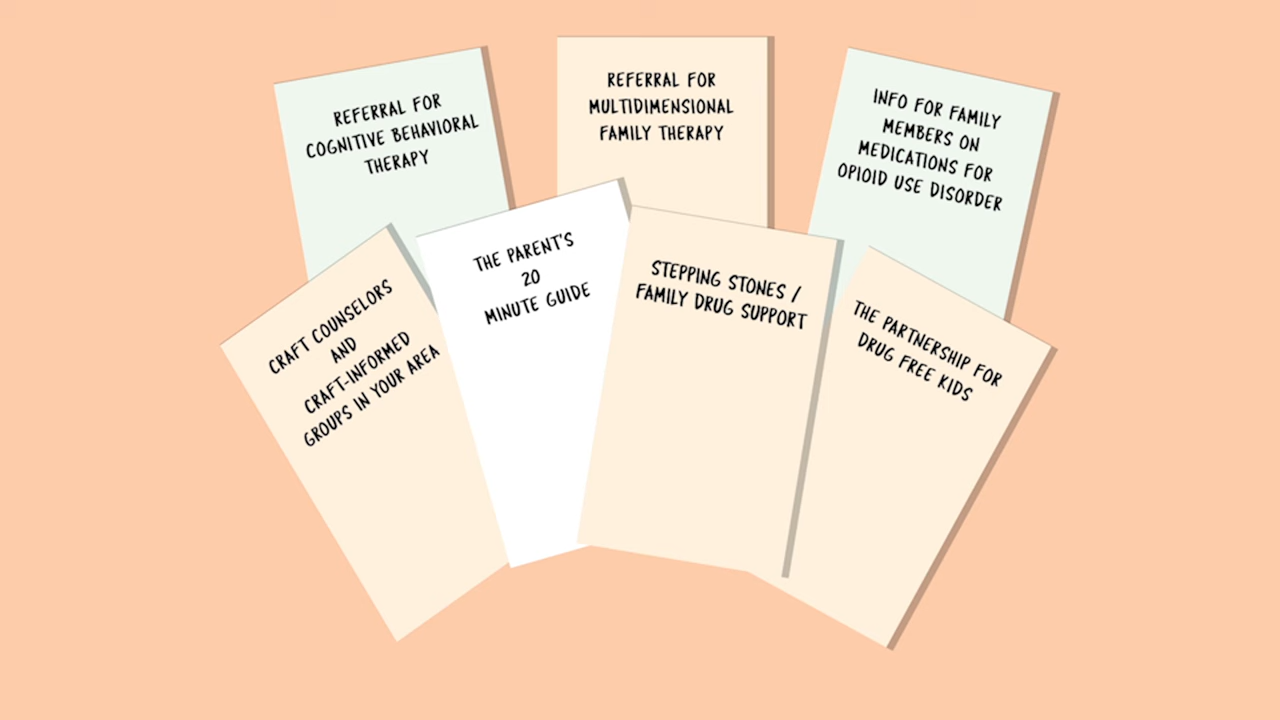 REFERRAL FOR
COGNITIVE BEHAVIORAL
THERAPY
REFERRAL FOR
MULTIDIMENSIONAL
FAMILY THERAPY
INFO FOR FAMILY
MEMBERS ON
MEDICATIONS FOR
OPIOID USE DISORDER
CRAFT COUNSELORS
AND
CRAFT-INFORMED
GROUPS IN YOUR AREA
THE PARENT'S
20
MINUTE GUIDE
STEPPING STONES /
FAMILY DRUG SUPPORT
THE PARTNERSHIP FOR
DRUG FREE KIDS